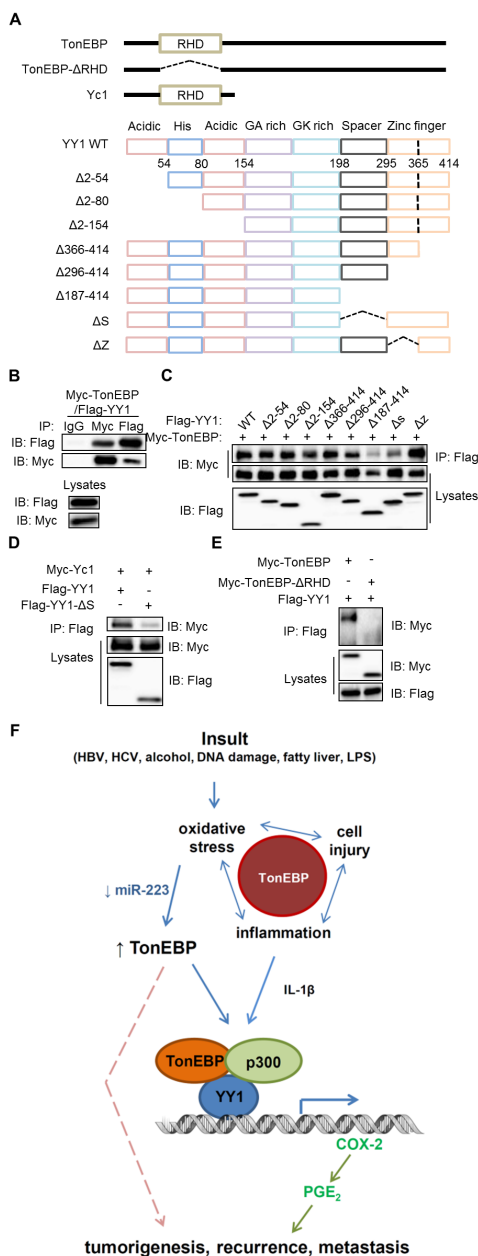 A
TonEBP
RHD
TonEBP-ΔRHD
Yc1
RHD
Acidic His Acidic GA rich GK rich Spacer Zinc finger
YY1 WT
54 80 154 198 295 365 414
Δ2-54
Δ2-80
Δ2-154
Δ366-414
Δ296-414
Δ187-414
ΔS
ΔZ
B
Myc-TonEBP
/Flag-YY1
IP: IgG Myc Flag
IB: Flag
IB: Myc
Lysates
IB: Flag
IB: Myc
C
Flag-YY1: WT Δ2-54 Δ2-80 Δ2-154 Δ366-414 Δ296-414 Δ187-414 Δs Δz
Myc-TonEBP: + + + + + + + + +
IB: Myc
IP: Flag
IB: Flag
Lysates
D
Myc-Yc1 + +
Flag-YY1 + -
Flag-YY1-ΔS - +
IP: Flag IB: Myc
Lysates
IB: Myc
IB: Flag
E
Myc-TonEBP + -
Myc-TonEBP-ΔRHD - +
Flag-YY1 + +
IP: Flag IB: Myc
Lysates
IB: Myc
IB: Flag
F
Insult
(HBV, HCV, alcohol, DNA damage, fatty liver, LPS)
oxidative
stress
cell
injury
TonEBP
↓ miR-223
inflammation
↑ TonEBP
IL-1β
TonEBP
p300
YY1
COX-2
PGE2
tumorigenesis, recurrence, metastasis